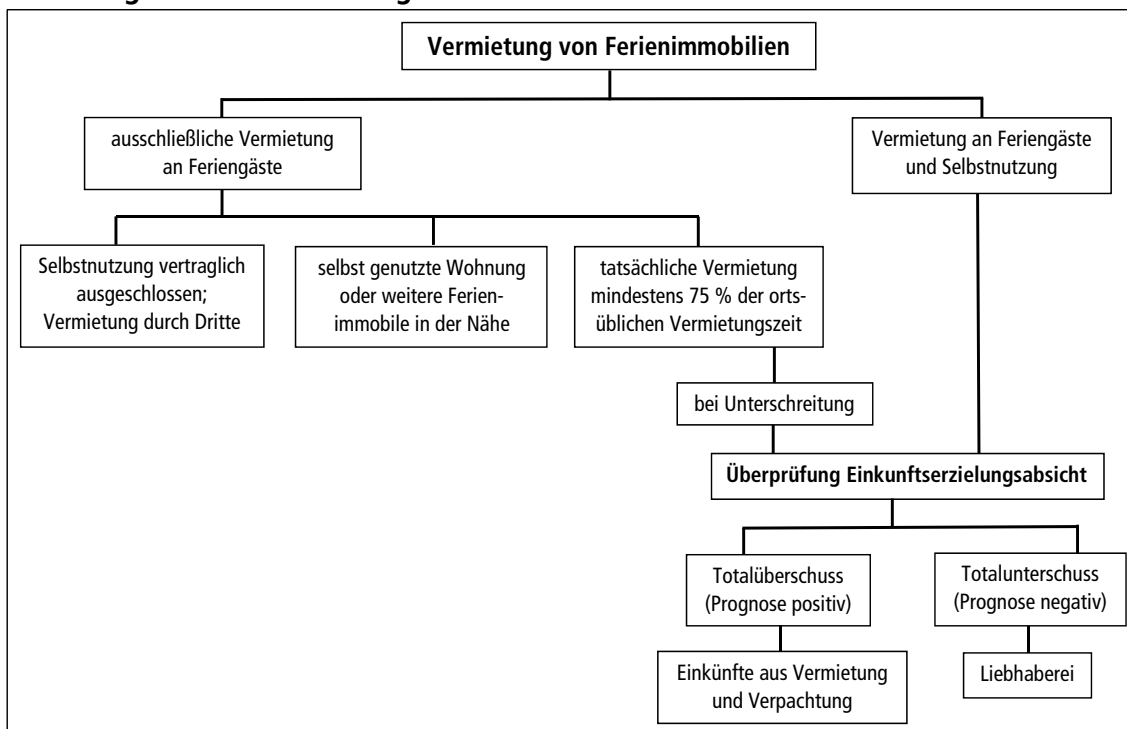 Vermietung von Ferienimmobilien
ausschließliche Vermietung
an Feriengäste
Vermietung an Feriengäste
und Selbstnutzung
Selbstnutzung vertraglich
ausgeschlossen;
Vermietung durch Dritte
selbst genutzte Wohnung
oder weitere Ferien-
immobile in der Nähe
tatsächliche Vermietung
mindestens 75 % der orts-
üblichen Vermietungszeit
bei Unterschreitung
Überprüfung Einkunftserzielungsabsicht
Totalüberschuss
(Prognose positiv)
Totalunterschuss
(Prognose negativ)
Einkünfte aus Vermietung
und Verpachtung
Liebhaberei